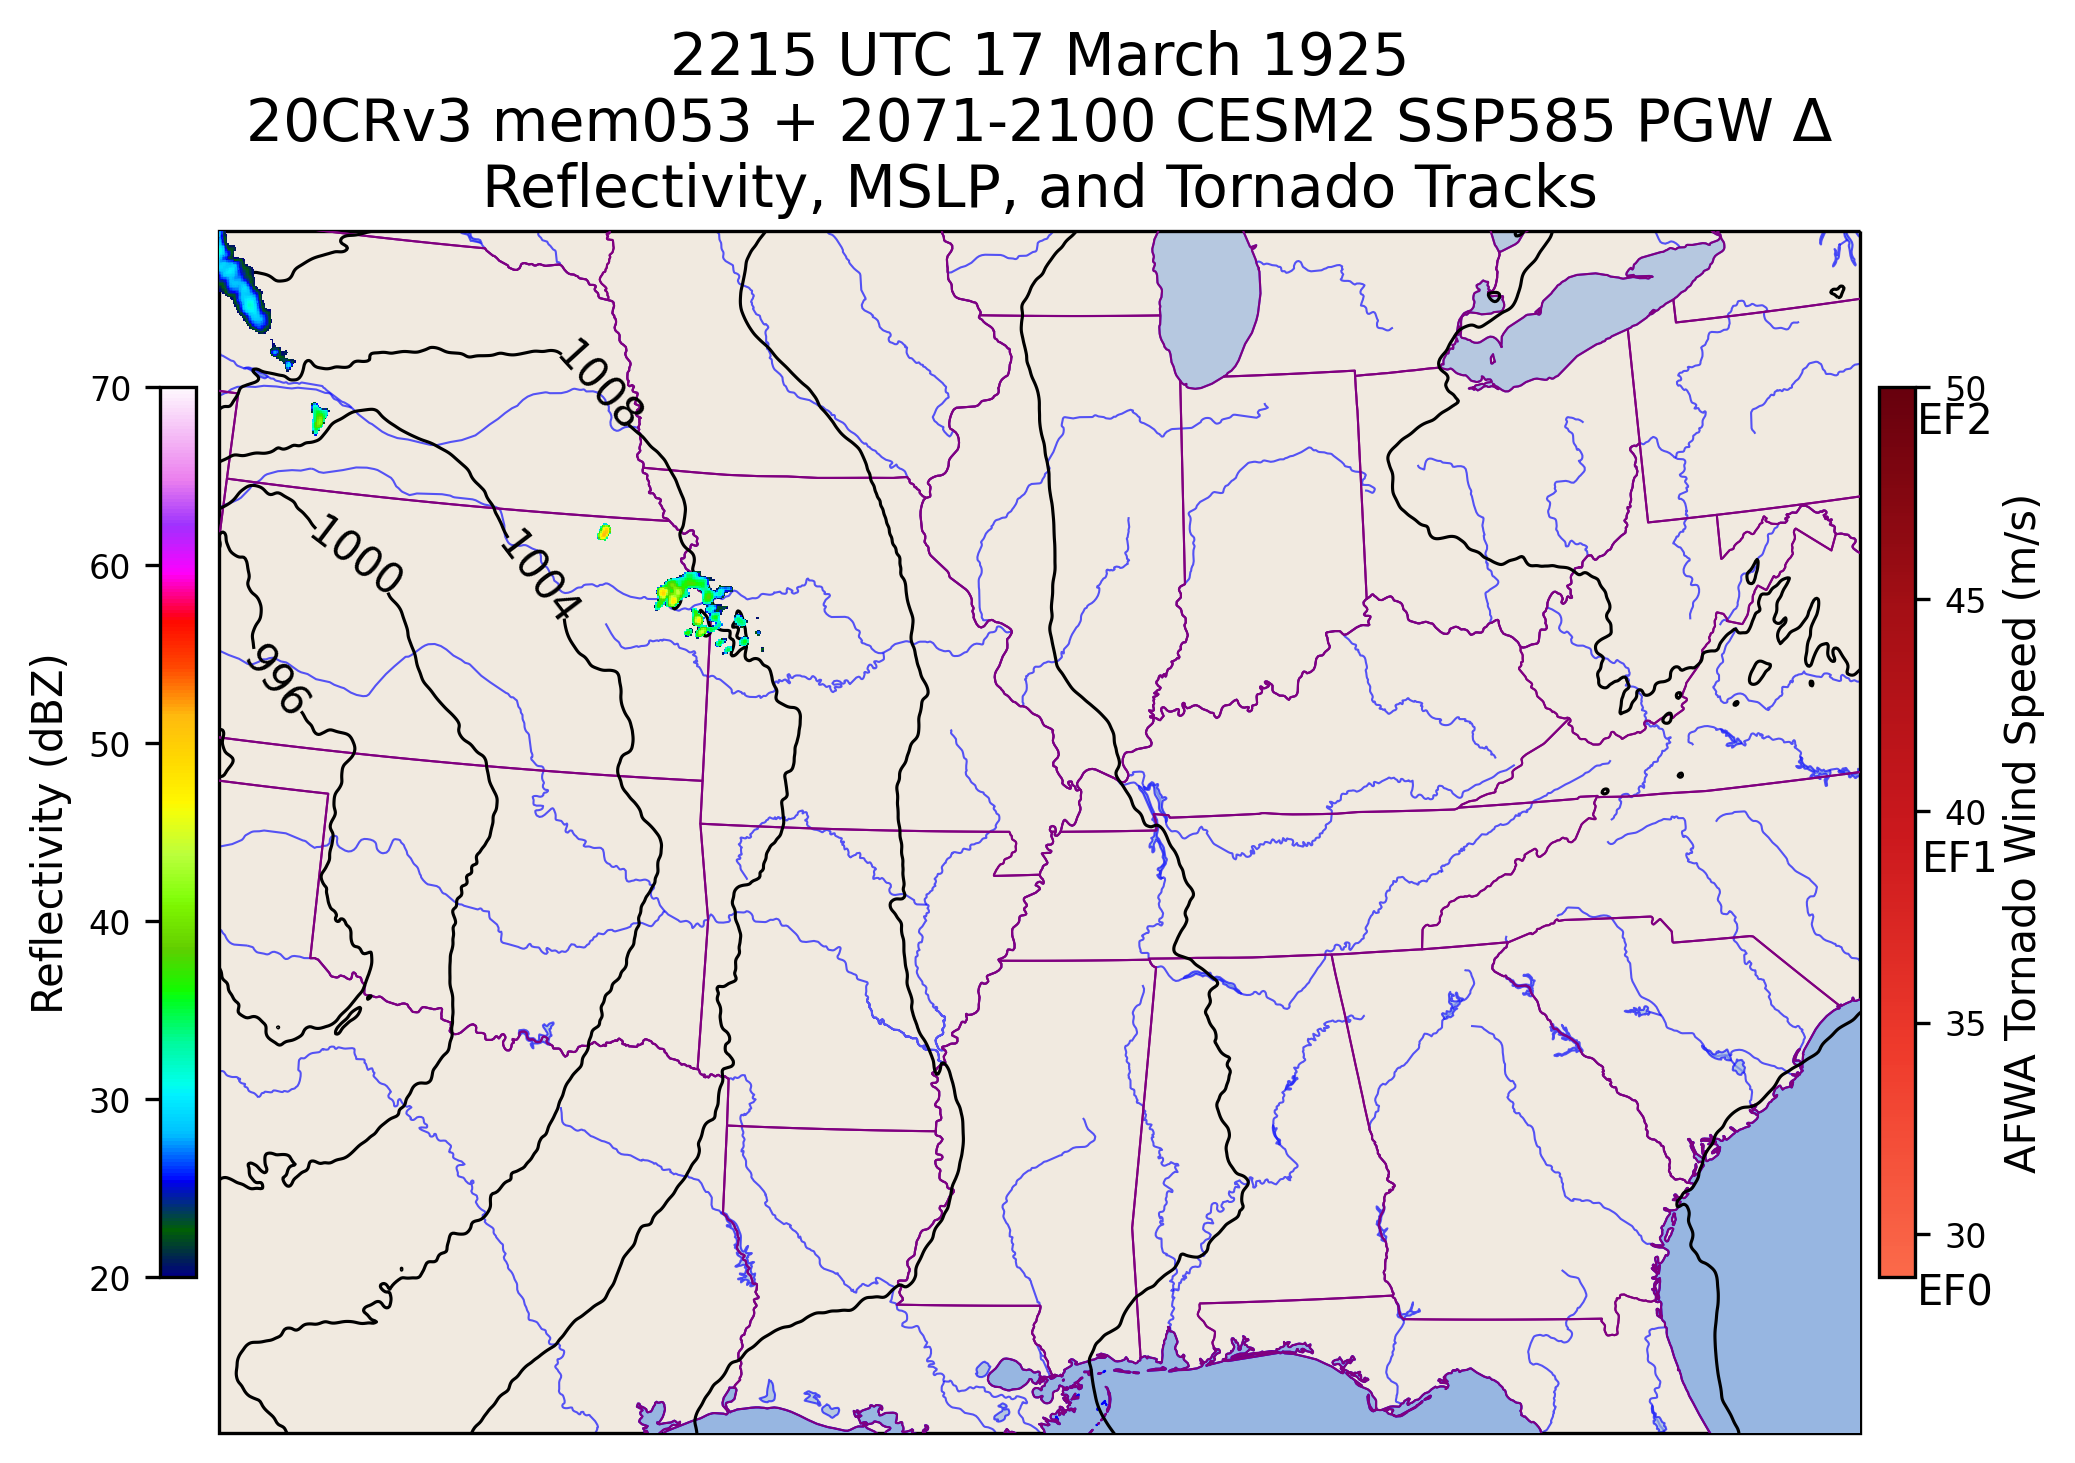 2215 UTC 17 March 1925
20CRv3 mem053 + 2071-2100 CESM2 SSP585 PGW Δ
Reflectivity, MSLP, and Tornado Tracks
1008
1000
1004
996
70
60
50
40
30
20
Reflectivity (dBZ)
50
EF2
45
40
EF1
35
30
EF0
AFWA Tornado Wind Speed (m/s)